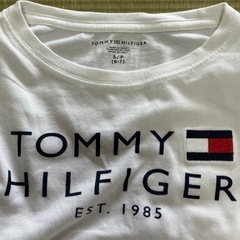 TOMMY HILFIGER
S/P
(6-7)
TOMMY
HILFIGER
EST. 1985